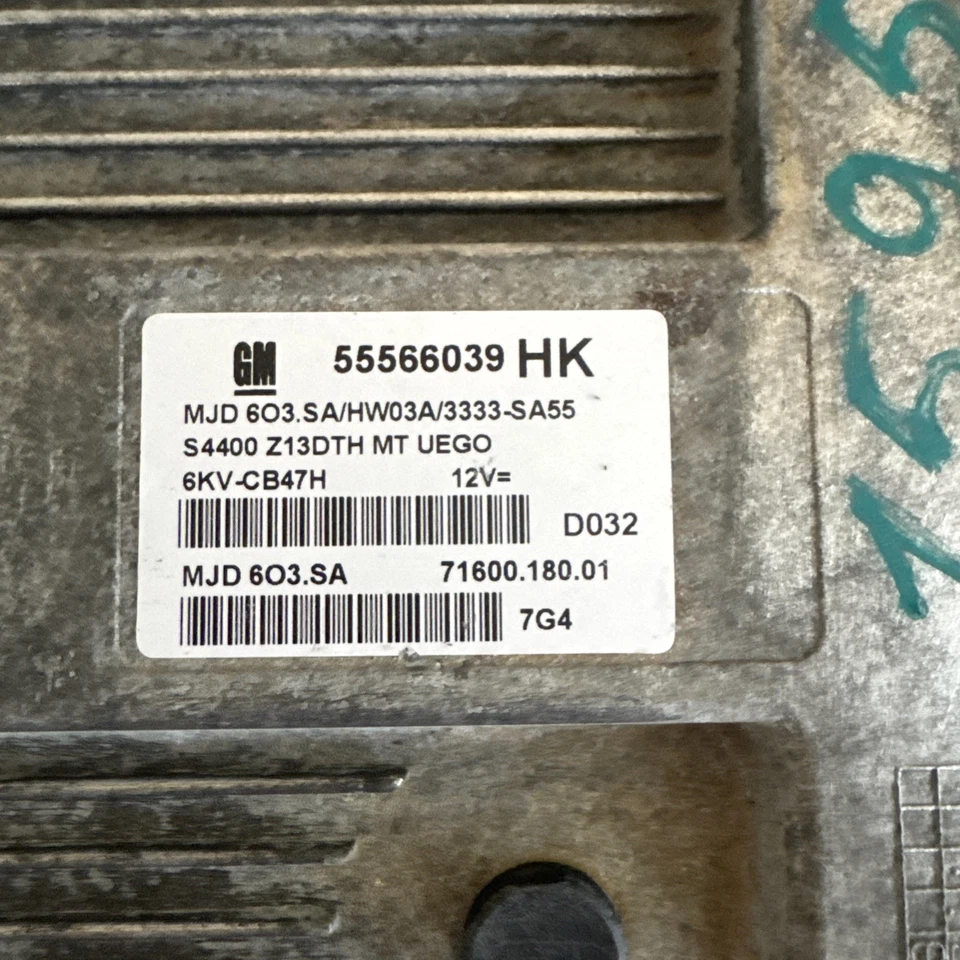 GM 55566039 HK
MJD 6O3.SA/HW03A/3333-SA55
S4400 Z13DTH MT UEGO
6KV-CB47H 12V=
D032
MJD 6O3.SA 71600.180.01
7G4
1595